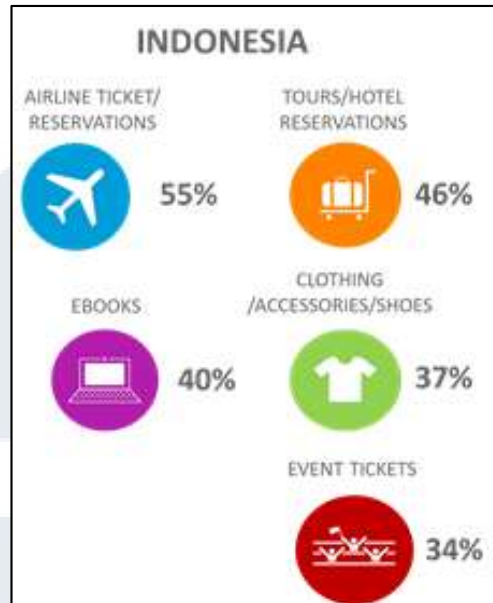 INDONESIA
AIRLINE TICKET/
RESERVATIONS
55%
TOURS/HOTEL
RESERVATIONS
46%
EBOOKS
40%
CLOTHING
/ACCESSORIES/SHOES
37%
EVENT TICKETS
34%